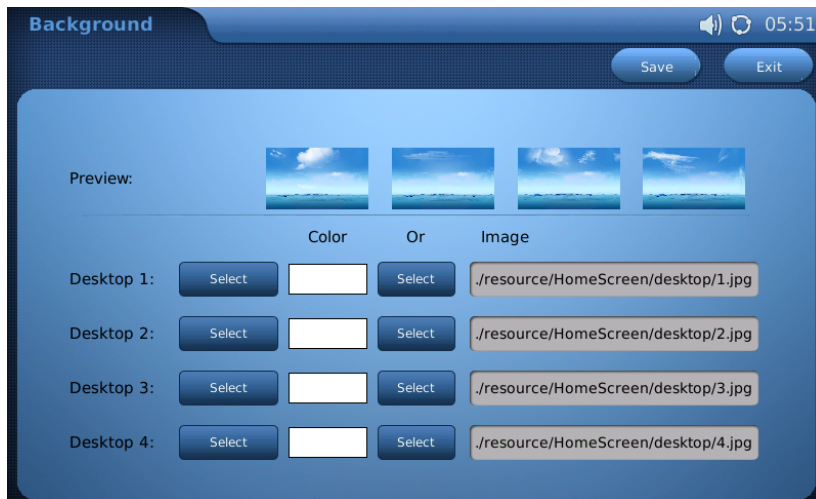 Background 05:51
Save Exit
Preview:
Color Or Image
Desktop 1: Select Select ./resource/HomeScreen/desktop/1.jpg
Desktop 2: Select Select ./resource/HomeScreen/desktop/2.jpg
Desktop 3: Select Select ./resource/HomeScreen/desktop/3.jpg
Desktop 4: Select Select ./resource/HomeScreen/desktop/4.jpg